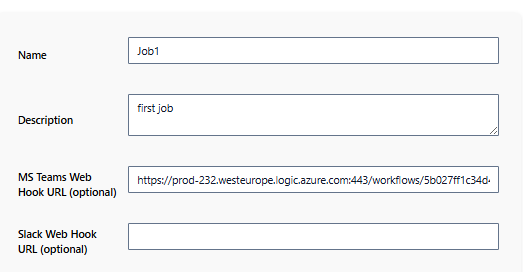 Name
Job1
Description
first job
MS Teams Web
Hook URL (optional)
https://prod-232.westeurope.logic.azure.com:443/workflows/5b027ff1c34d
Slack Web Hook
URL (optional)